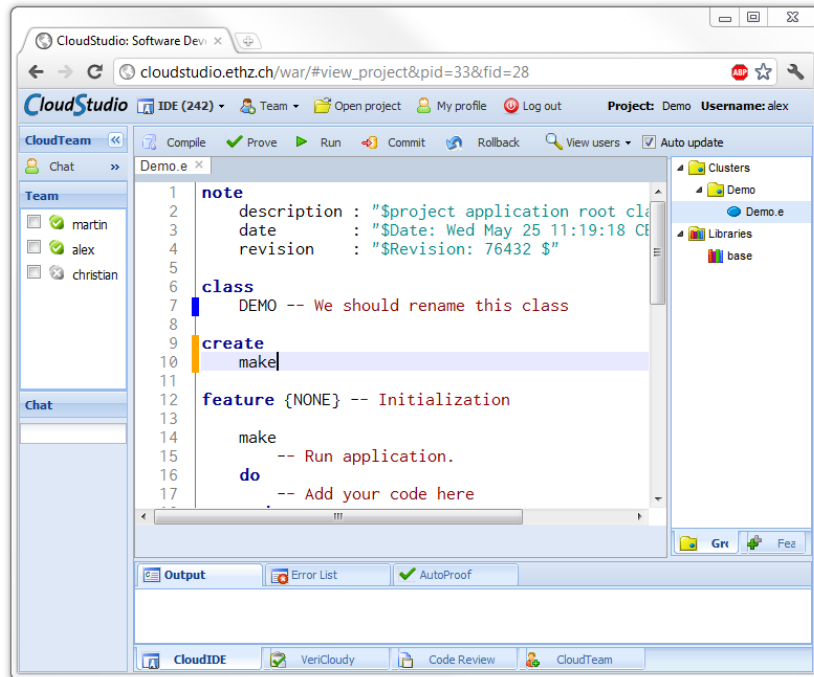 CloudStudio: Software Dev
cloudstudio.ethz.ch/war/#view_project&pid=33&fid=28
ABP
CloudStudio IDE (242) Team Open project My profile Log out Project: Demo Username: alex
CloudTeam «
Compile Prove Run Commit Rollback View users Auto update
Chat »
Demo.e
Team
martin
alex
christian
Chat
1 note
2 description : "$project application root cla
3 date : "$Date: Wed May 25 11:19:18 CE
4 revision : "$Revision: 76432 $"
5
6 class
7 DEMO -- We should rename this class
8
9 create
10 make
11
12 feature {NONE} -- Initialization
13
14 make
15 -- Run application.
16 do
17 -- Add your code here
Clusters
Demo
Demo.e
Libraries
base
Gro Fea
Output Error List AutoProof
CloudIDE VeriCloudy Code Review CloudTeam